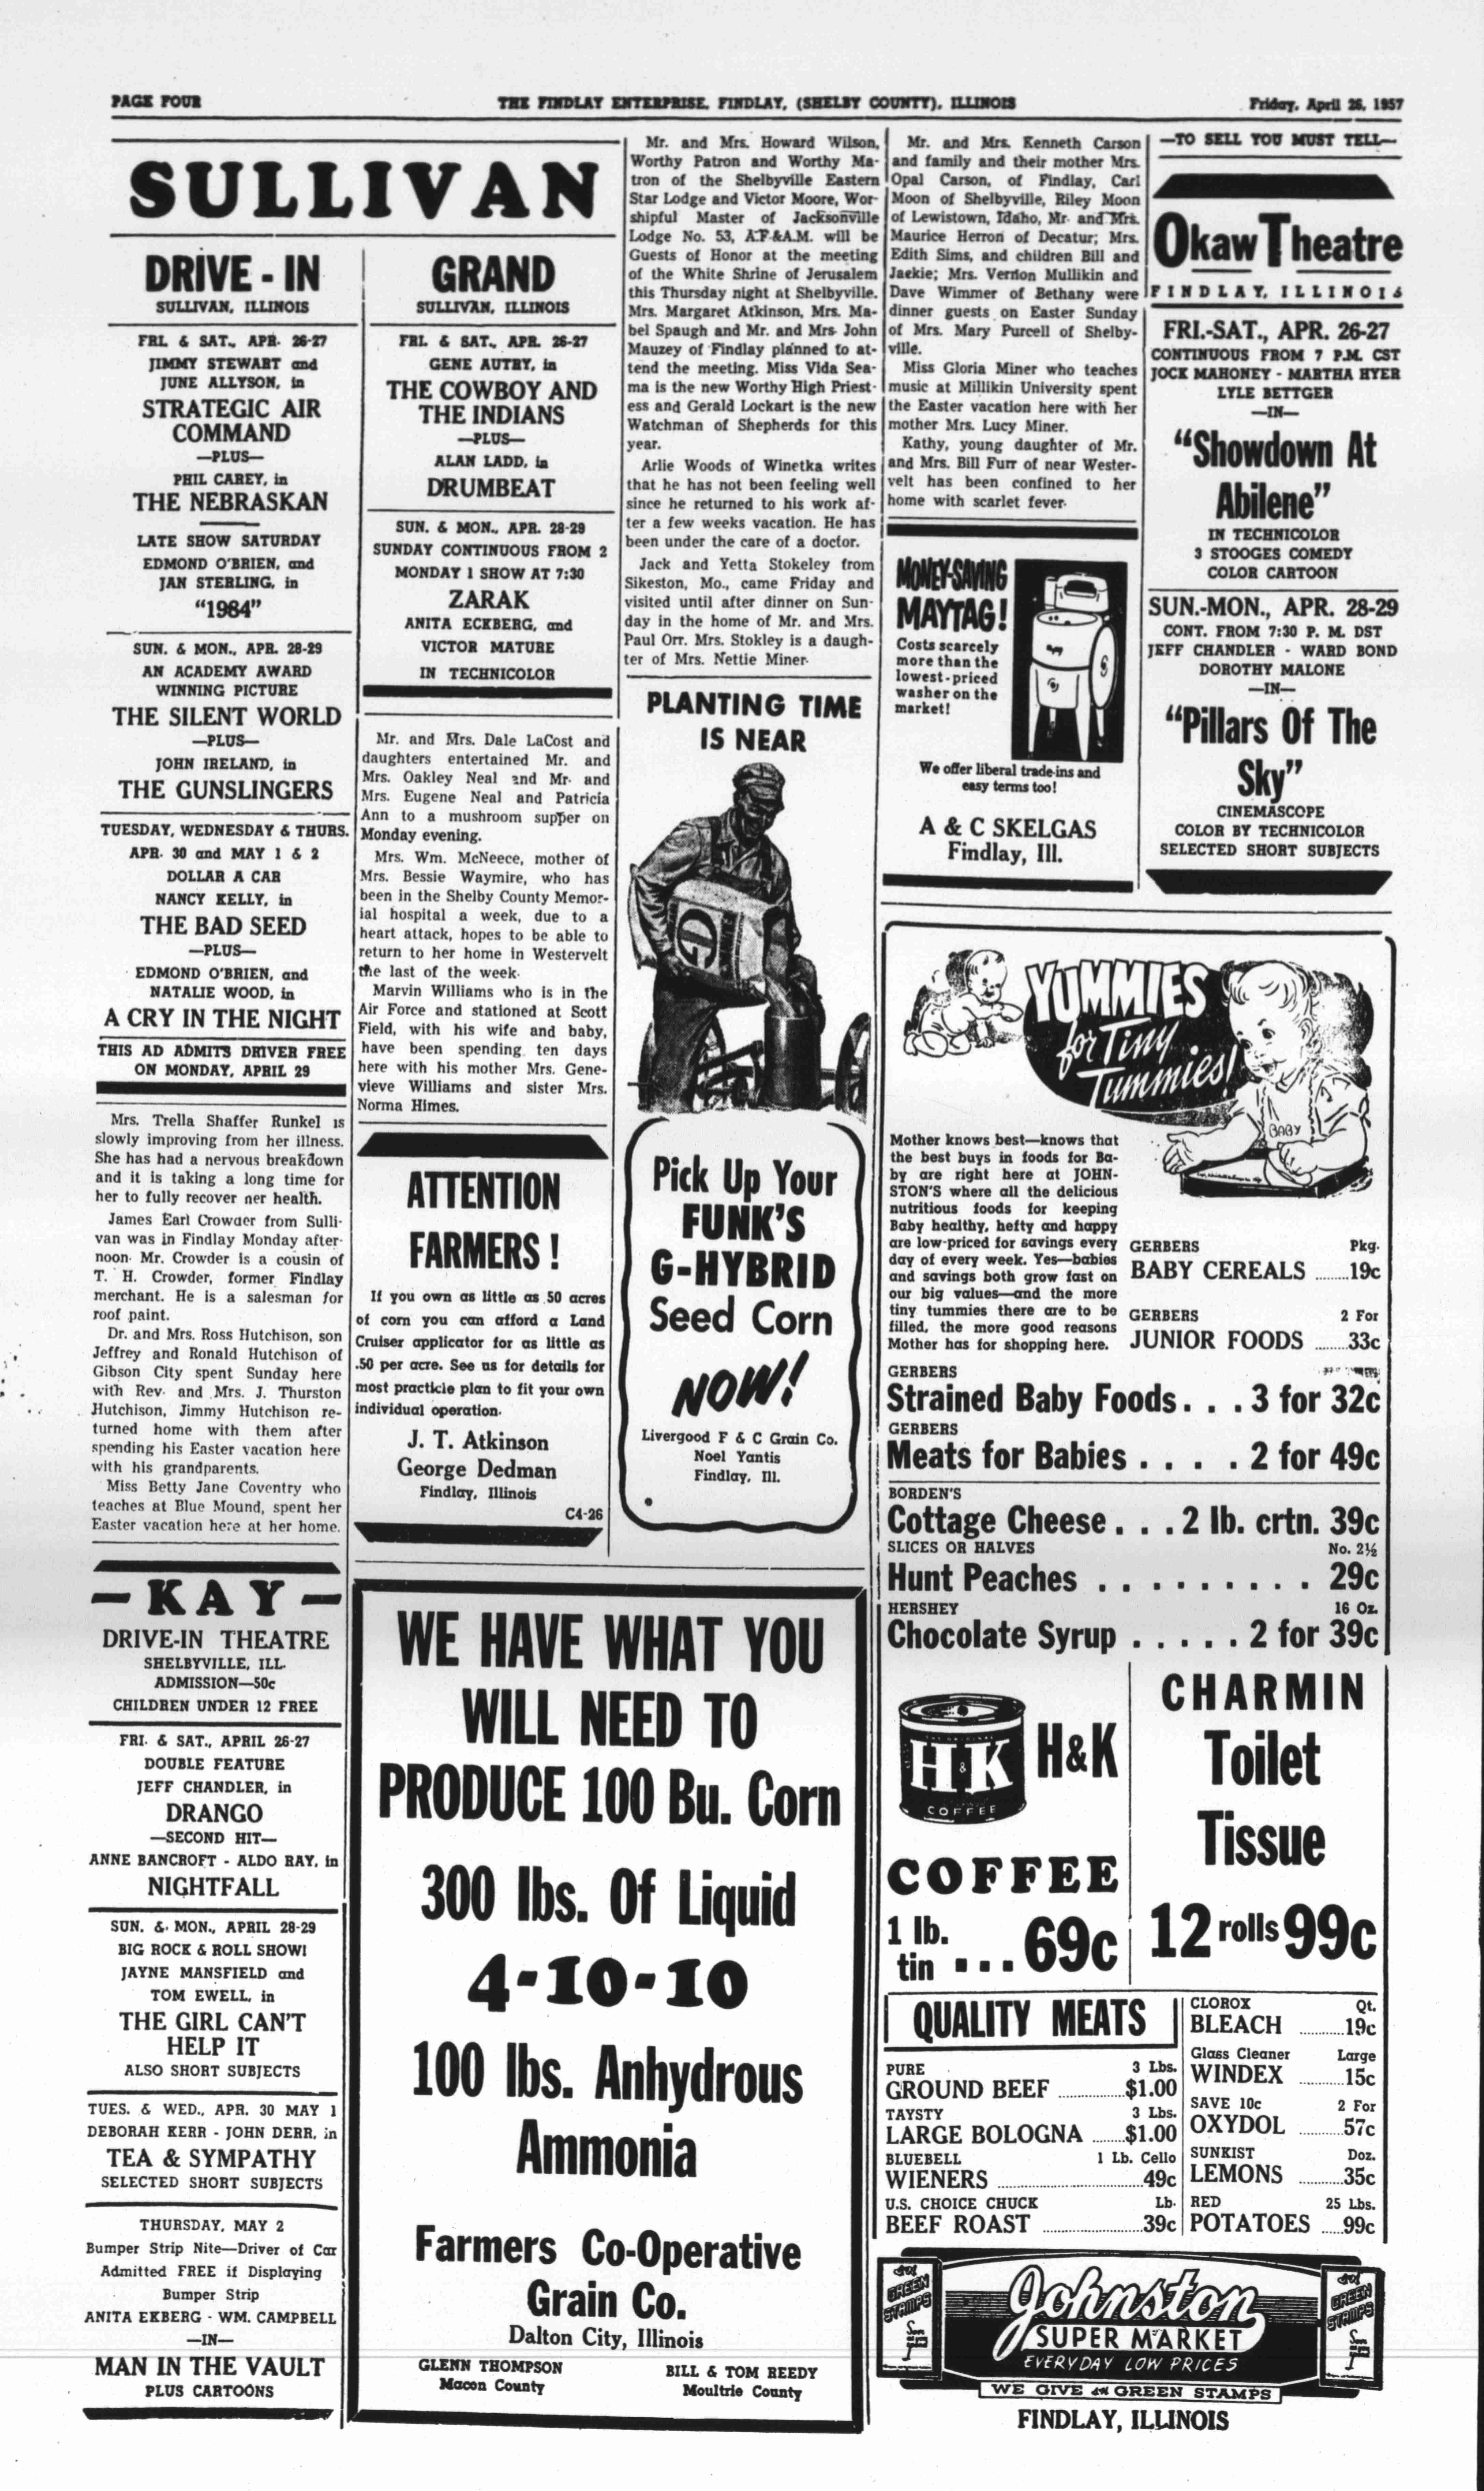 PAGE FOUR
THE FINDLAY ENTERPRISE, FINDLAY, (SHELBY COUNTY), ILLINOIS
Friday, April 26, 1957
SULLIVAN
DRIVE - IN
SULLIVAN, ILLINOIS
FRI. & SAT., APR. 26-27
JIMMY STEWART and
JUNE ALLYSON, in
STRATEGIC AIR
COMMAND
—PLUS—
PHIL CAREY, in
THE NEBRASKAN
LATE SHOW SATURDAY
EDMOND O'BRIEN, and
JAN STERLING, in
"1984"
SUN. & MON., APR. 28-29
AN ACADEMY AWARD
WINNING PICTURE
THE SILENT WORLD
—PLUS—
JOHN IRELAND, in
THE GUNSLINGERS
TUESDAY, WEDNESDAY & THURS.
APR. 30 and MAY 1 & 2
DOLLAR A CAR
NANCY KELLY, in
THE BAD SEED
—PLUS—
EDMOND O'BRIEN, and
NATALIE WOOD, in
A CRY IN THE NIGHT
THIS AD ADMITS DRIVER FREE
ON MONDAY, APRIL 29
Mrs. Trella Shaffer Runkel is
slowly improving from her illness.
She has had a nervous breakdown
and it is taking a long time for
her to fully recover ner health.
James Earl Crowder from Sulli-
van was in Findlay Monday after-
noon. Mr. Crowder is a cousin of
T. H. Crowder, former Findlay
merchant. He is a salesman for
roof paint.
Dr. and Mrs. Ross Hutchison, son
Jeffrey and Ronald Hutchison of
Gibson City spent Sunday here
with Rev. and Mrs. J. Thurston
Hutchison, Jimmy Hutchison re-
turned home with them after
spending his Easter vacation here
with his grandparents.
Miss Betty Jane Coventry who
teaches at Blue Mound, spent her
Easter vacation here at her home.
—KAY—
DRIVE-IN THEATRE
SHELBYVILLE, ILL.
ADMISSION—50c
CHILDREN UNDER 12 FREE
FRI. & SAT., APRIL 26-27
DOUBLE FEATURE
JEFF CHANDLER, in
DRANGO
—SECOND HIT—
ANNE BANCROFT - ALDO RAY, in
NIGHTFALL
SUN. & MON., APRIL 28-29
BIG ROCK & ROLL SHOW!
JAYNE MANSFIELD and
TOM EWELL, in
THE GIRL CAN'T
HELP IT
ALSO SHORT SUBJECTS
TUES. & WED., APR. 30 MAY 1
DEBORAH KERR - JOHN DERR, in
TEA & SYMPATHY
SELECTED SHORT SUBJECTS
THURSDAY, MAY 2
Bumper Strip Nite—Driver of Car
Admitted FREE if Displaying
Bumper Strip
ANITA EKBERG - WM. CAMPBELL
—IN—
MAN IN THE VAULT
PLUS CARTOONS
GRAND
SULLIVAN, ILLINOIS
FRI. & SAT., APR. 26-27
GENE AUTRY, in
THE COWBOY AND
THE INDIANS
—PLUS—
ALAN LADD, in
DRUMBEAT
SUN. & MON., APR. 28-29
SUNDAY CONTINUOUS FROM 2
MONDAY 1 SHOW AT 7:30
ZARAK
ANITA ECKBERG, and
VICTOR MATURE
IN TECHNICOLOR
Mr. and Mrs. Dale LaCost and
daughters entertained Mr. and
Mrs. Oakley Neal and Mr. and
Mrs. Eugene Neal and Patricia
Ann to a mushroom supper on
Monday evening.
Mrs. Wm. McNeece, mother of
Mrs. Bessie Waymire, who has
been in the Shelby County Memor-
ial hospital a week, due to a
heart attack, hopes to be able to
return to her home in Westervelt
the last of the week.
Marvin Williams who is in the
Air Force and stationed at Scott
Field, with his wife and baby,
have been spending ten days
here with his mother Mrs. Gene-
vieve Williams and sister Mrs.
Norma Himes.
ATTENTION
FARMERS !
If you own as little as 50 acres
of corn you can afford a Land
Cruiser applicator for as little as
.50 per acre. See us for details for
most practicle plan to fit your own
individual operation.
J. T. Atkinson
George Dedman
Findlay, Illinois
C4-26
Mr. and Mrs. Howard Wilson,
Worthy Patron and Worthy Ma-
tron of the Shelbyville Eastern
Star Lodge and Victor Moore, Wor-
shipful Master of Jacksonville
Lodge No. 53, A.F.&A.M. will be
Guests of Honor at the meeting
of the White Shrine of Jerusalem
this Thursday night at Shelbyville.
Mrs. Margaret Atkinson, Mrs. Ma-
bel Spaugh and Mr. and Mrs. John
Mauzey of Findlay planned to at-
tend the meeting. Miss Vida Sea-
ma is the new Worthy High Priest-
ess and Gerald Lockart is the new
Watchman of Shepherds for this
year.
Arlie Woods of Winetka writes
that he has not been feeling well
since he returned to his work af-
ter a few weeks vacation. He has
been under the care of a doctor.
Jack and Yetta Stokeley from
Sikeston, Mo., came Friday and
visited until after dinner on Sun-
day in the home of Mr. and Mrs.
Paul Orr. Mrs. Stokley is a daugh-
ter of Mrs. Nettie Miner.
PLANTING TIME
IS NEAR
G
Pick Up Your
FUNK'S
G-HYBRID
Seed Corn
NOW!
Livergood F & C Grain Co.
Noel Yantis
Findlay, Ill.
WE HAVE WHAT YOU
WILL NEED TO
PRODUCE 100 Bu. Corn
300 lbs. Of Liquid
4-10-10
100 lbs. Anhydrous
Ammonia
Farmers Co-Operative
Grain Co.
Dalton City, Illinois
GLENN THOMPSON
Macon County
BILL & TOM REEDY
Moultrie County
Mr. and Mrs. Kenneth Carson
and family and their mother Mrs.
Opal Carson, of Findlay, Carl
Moon of Shelbyville, Riley Moon
of Lewistown, Idaho, Mr. and Mrs.
Maurice Herron of Decatur; Mrs.
Edith Sims, and children Bill and
Jackie; Mrs. Vernon Mullikin and
Dave Wimmer of Bethany were
dinner guests on Easter Sunday
of Mrs. Mary Purcell of Shelby-
ville.
Miss Gloria Miner who teaches
music at Millikin University spent
the Easter vacation here with her
mother Mrs. Lucy Miner.
Kathy, young daughter of Mr.
and Mrs. Bill Furr of near Wester-
velt has been confined to her
home with scarlet fever.
MONEY-SAVING
MAYTAG!
Costs scarcely
more than the
lowest-priced
washer on the
market!
We offer liberal trade-ins and
easy terms too!
A & C SKELGAS
Findlay, Ill.
—TO SELL YOU MUST TELL—
Okaw Theatre
FINDLAY, ILLINOIS
FRI.-SAT., APR. 26-27
CONTINUOUS FROM 7 P.M. CST
JOCK MAHONEY - MARTHA HYER
LYLE BETTGER
—IN—
"Showdown At
Abilene"
IN TECHNICOLOR
3 STOOGES COMEDY
COLOR CARTOON
SUN.-MON., APR. 28-29
CONT. FROM 7:30 P. M. DST
JEFF CHANDLER - WARD BOND
DOROTHY MALONE
—IN—
"Pillars Of The
Sky"
CINEMASCOPE
COLOR BY TECHNICOLOR
SELECTED SHORT SUBJECTS
YUMMIES
for Tiny
Tummies!
BABY
Mother knows best—knows that
the best buys in foods for Ba-
by are right here at JOHN-
STON'S where all the delicious
nutritious foods for keeping
Baby healthy, hefty and happy
are low-priced for savings every
day of every week. Yes—babies
and savings both grow fast on
our big values—and the more
tiny tummies there are to be
filled, the more good reasons
Mother has for shopping here.
GERBERS Pkg.
BABY CEREALS ........19c
GERBERS 2 For
JUNIOR FOODS ........33c
GERBERS
Strained Baby Foods. . . 3 for 32c
GERBERS
Meats for Babies . . . . 2 for 49c
BORDEN'S
Cottage Cheese . . . 2 lb. crtn. 39c
SLICES OR HALVES No. 2½
Hunt Peaches . . . . . . . . . . 29c
HERSHEY 16 Oz.
Chocolate Syrup . . . . . 2 for 39c
H&K
COFFEE
H&K
COFFEE
1 lb.
tin ... 69c
CHARMIN
Toilet
Tissue
12 rolls 99c
QUALITY MEATS
PURE 3 Lbs.
GROUND BEEF ..............$1.00
TAYSTY 3 Lbs.
LARGE BOLOGNA .......$1.00
BLUEBELL 1 Lb. Cello
WIENERS ..............................49c
U.S. CHOICE CHUCK Lb.
BEEF ROAST ......................39c
CLOROX Qt.
BLEACH ..........19c
Glass Cleaner Large
WINDEX ..........15c
SAVE 10c 2 For
OXYDOL ..........57c
SUNKIST Doz.
LEMONS ..........35c
RED 25 Lbs.
POTATOES .....99c
GREEN
STAMPS
Johnston
SUPER MARKET
EVERYDAY LOW PRICES
WE GIVE S&H GREEN STAMPS
GREEN
STAMPS
FINDLAY, ILLINOIS